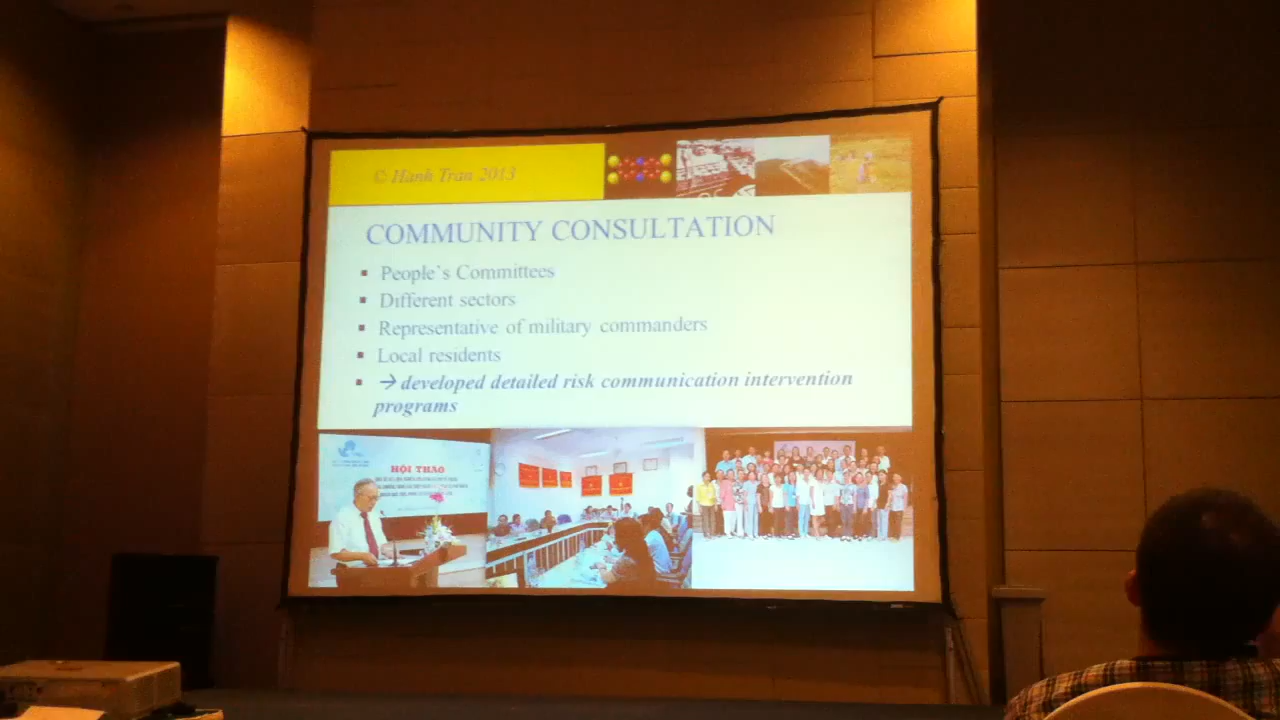 © Hanh Tran 2013
COMMUNITY CONSULTATION
▪ People's Committees
▪ Different sectors
▪ Representative of military commanders
▪ Local residents
▪ → developed detailed risk communication intervention
programs
HỘI THẢO